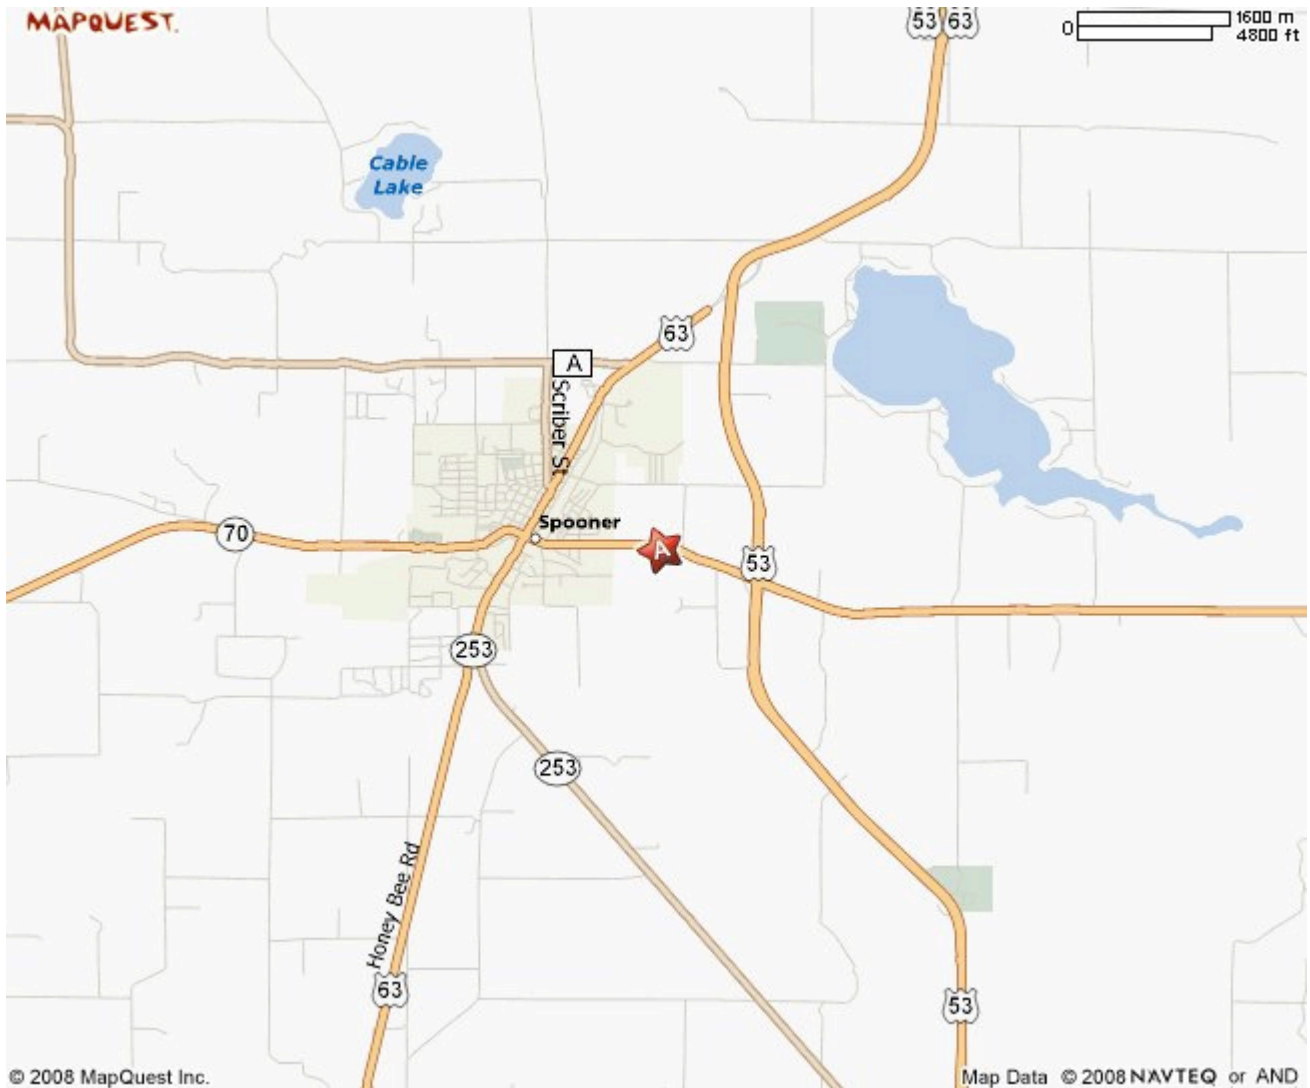 MAPQUEST.
53 63
1600 m
0
4800 ft
Cable
Lake
63
A
Scriber St
70
Spooner
A
53
253
253
Honey Bee Rd
63
53
© 2008 MapQuest Inc.
Map Data © 2008 NAVTEQ or AND